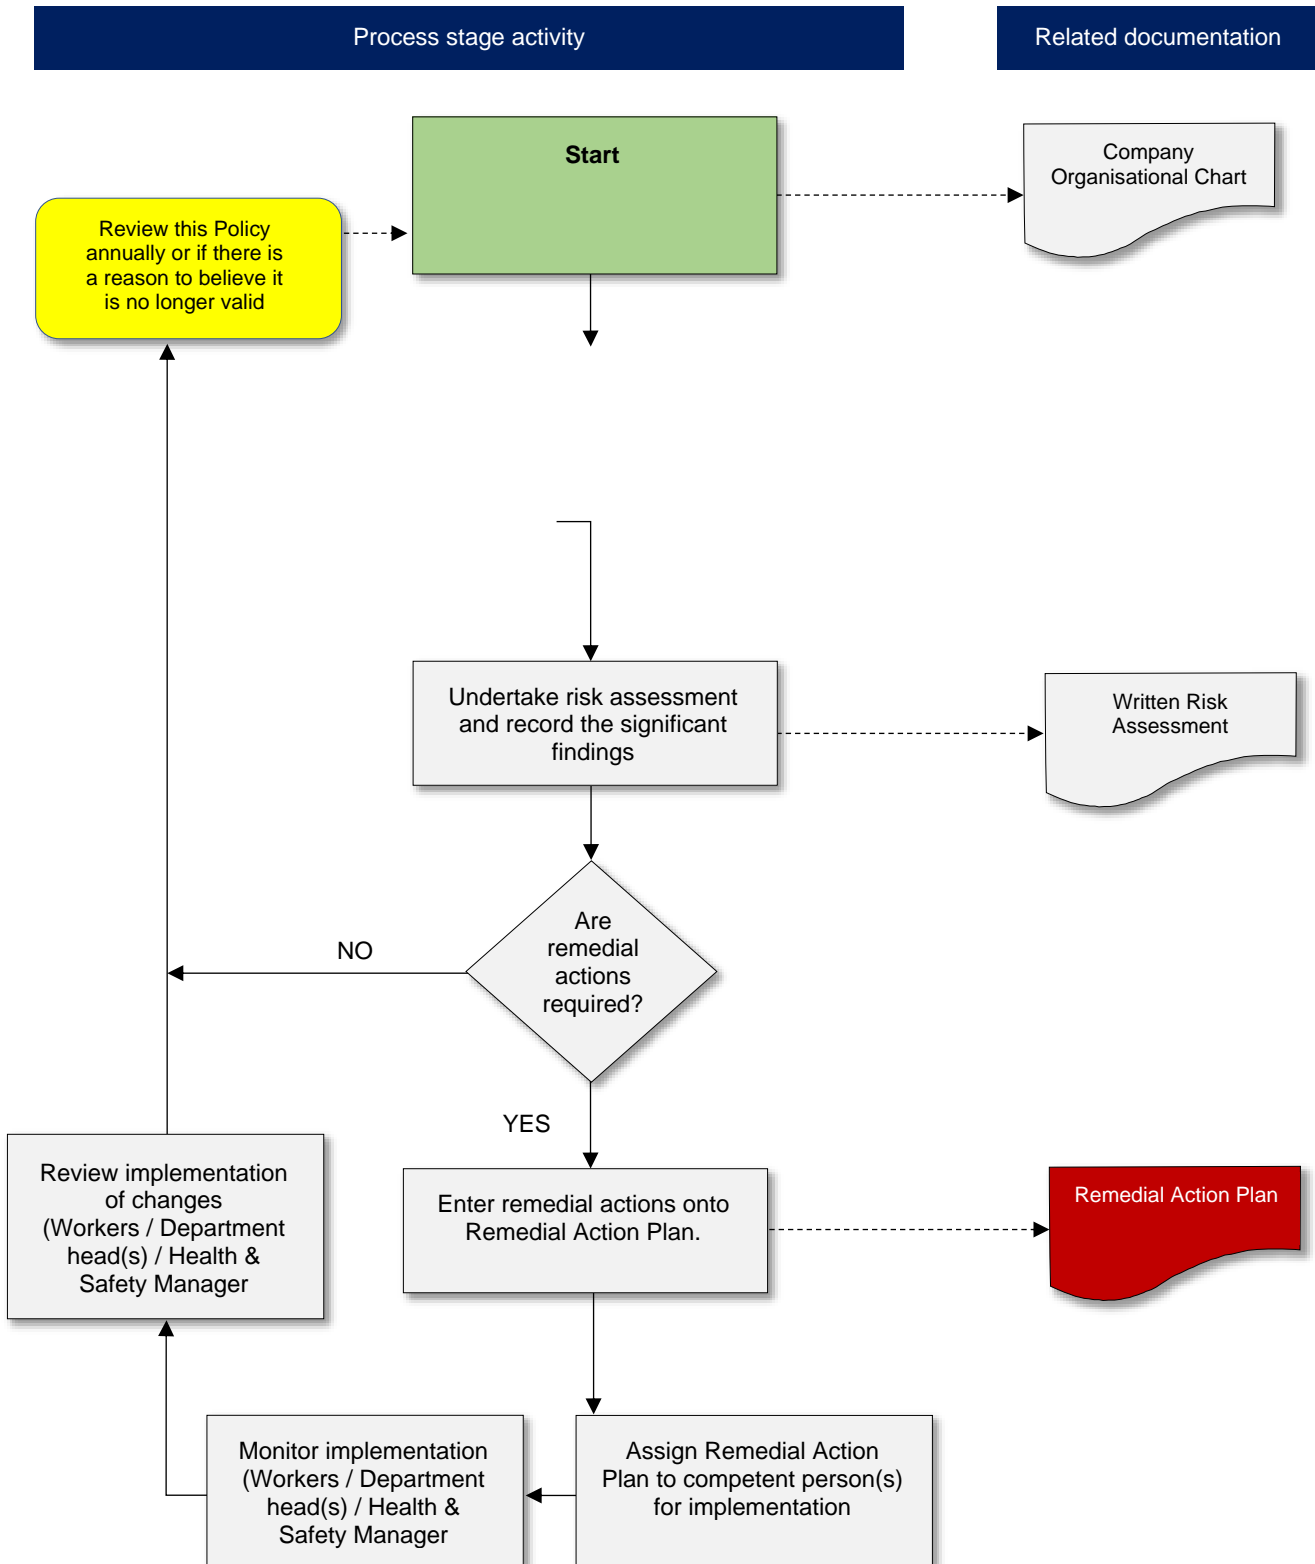 Process stage activity
Related documentation
Start
Company
Organisational Chart
Review this Policy
annually or if there is
a reason to believe it
is no longer valid
Undertake risk assessment
and record the significant
findings
Written Risk
Assessment
Are
remedial
actions
required?
NO
YES
Review implementation
of changes
(Workers / Department
head(s) / Health &
Safety Manager
Enter remedial actions onto
Remedial Action Plan.
Remedial Action Plan
Monitor implementation
(Workers / Department
head(s) / Health &
Safety Manager
Assign Remedial Action
Plan to competent person(s)
for implementation